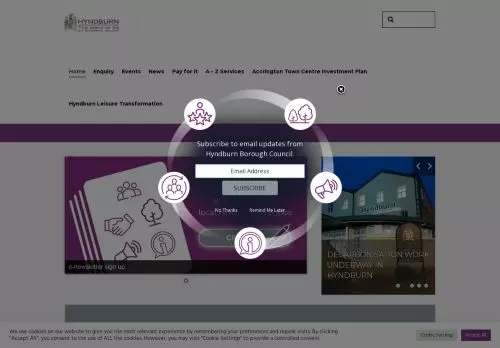 HYNDBURN
The place to be
Home Enquiry Events News Pay for it A – Z Services Accrington Town Centre Investment Plan
Hyndburn Leisure Transformation
Subscribe to email updates from
Hyndburn Borough Council.
Email Address
SUBSCRIBE
No Thanks Remind Me Later
e-newsletter sign up
Hyndburn
DECARBONISATION WORK
UNDERWAY IN
HYNDBURN
We use cookies on our website to give you the most relevant experience by remembering your preferences and repeat visits. By clicking
"Accept All", you consent to the use of ALL the cookies. However, you may visit "Cookie Settings" to provide a controlled consent.
Cookie Settings Accept All